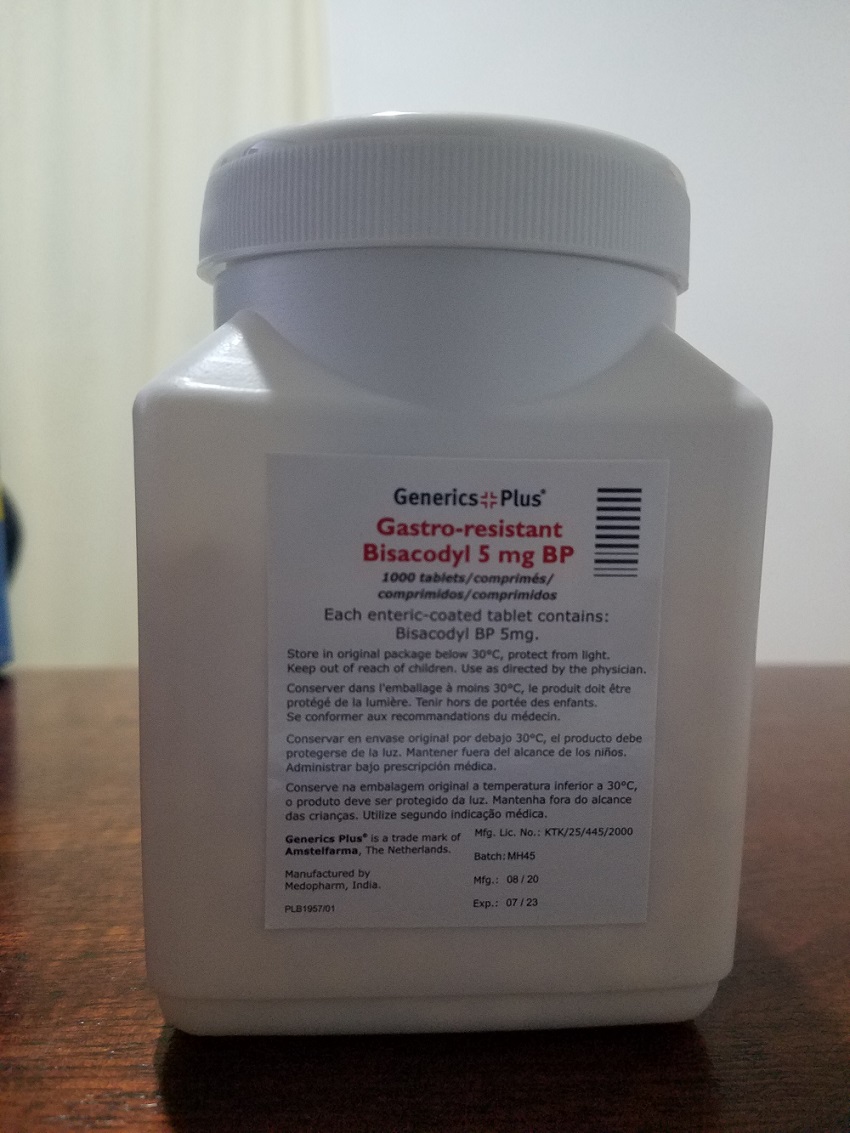 Generics Plus®
Gastro-resistant
Bisacodyl 5 mg BP
1000 tablets/comprimés/
comprimidos/comprimidos
Each enteric-coated tablet contains:
Bisacodyl BP 5mg.
Store in original package below 30°C, protect from light.
Keep out of reach of children. Use as directed by the physician.
Conserver dans l'emballage à moins 30°C, le produit doit être
protégé de la lumière. Tenir hors de portée des enfants.
Se conformer aux recommandations du médecin.
Conservar en envase original por debajo 30°C, el producto debe
protegerse de la luz. Mantener fuera del alcance de los niños.
Administrar bajo prescripción médica.
Conserve na embalagem original a temperatura inferior a 30°C,
o produto deve ser protegido da luz. Mantenha fora do alcance
das crianças. Utilize segundo indicação médica.
Generics Plus® is a trade mark of
Amstelfarma, The Netherlands.
Manufactured by
Medopharm, India.
PLB1957/01
Mfg. Lic. No.: KTK/25/445/2000
Batch: MH45
Mfg.: 08 / 20
Exp.: 07 / 23